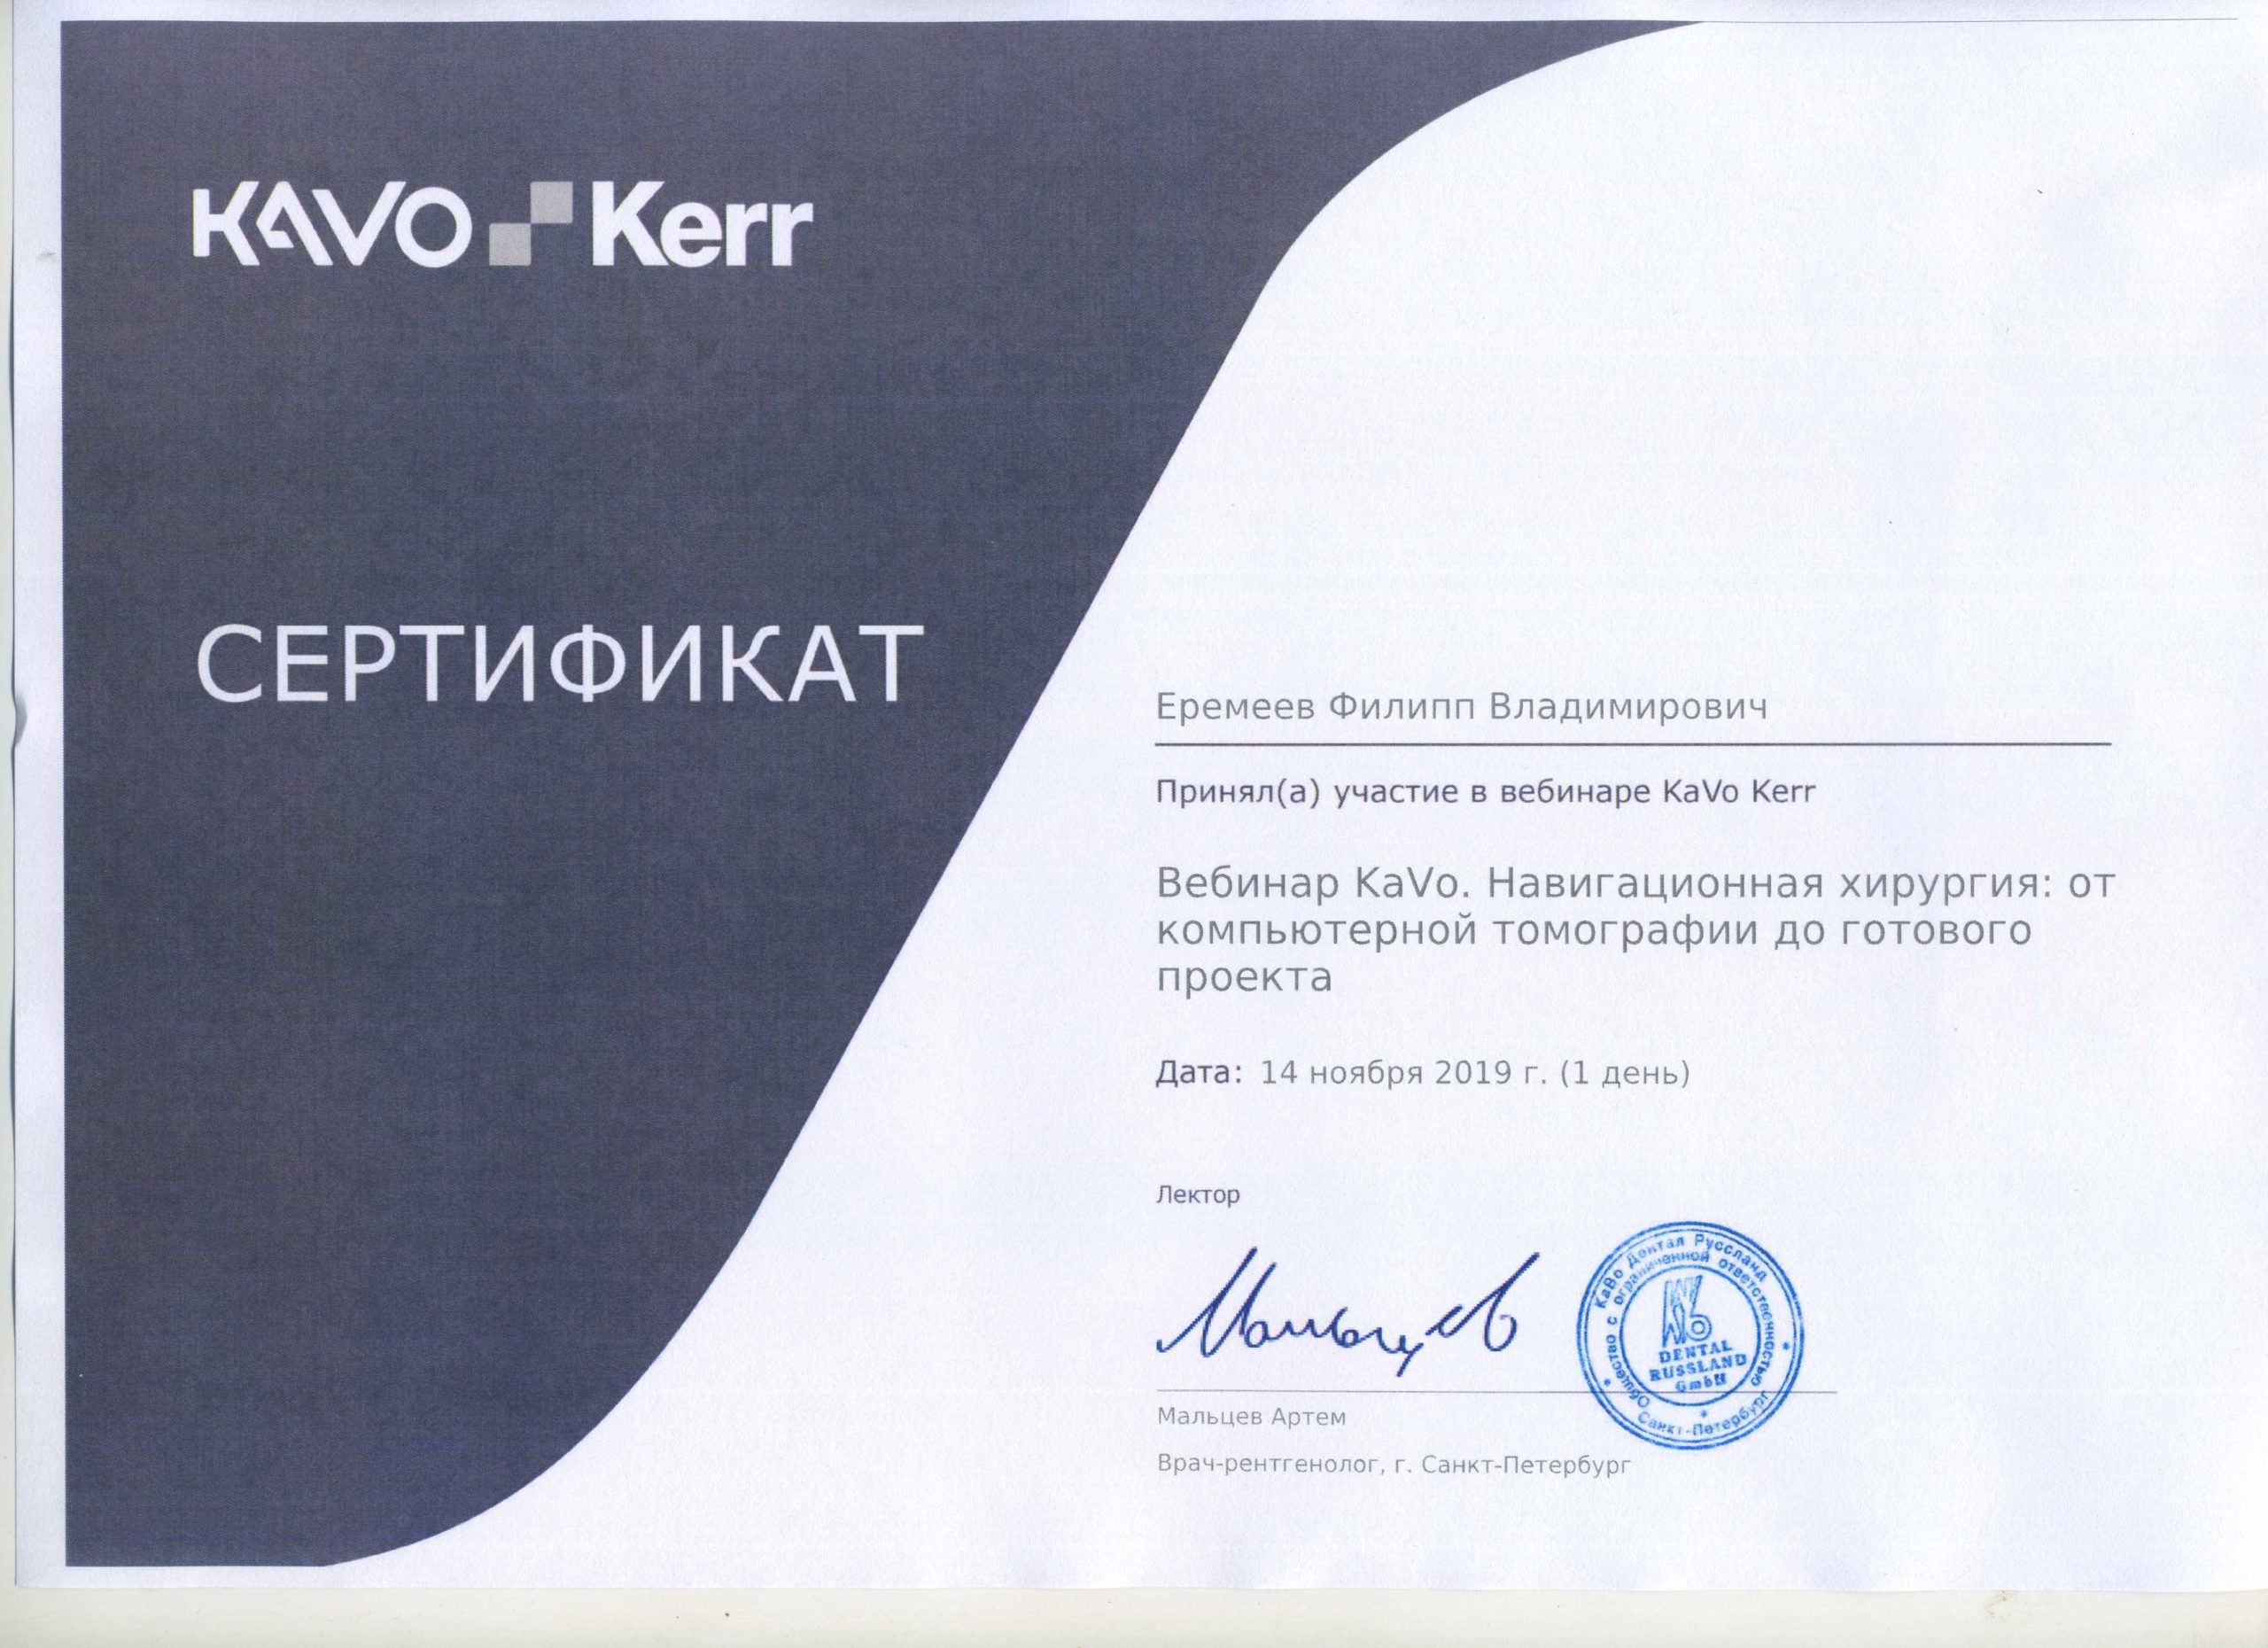 KAVO Kerr
СЕРТИФИКАТ
Еремеев Филипп Владимирович
Принял(а) участие в вебинаре KaVo Kerr
Вебинар KaVo. Навигационная хирургия: от
компьютерной томографии до готового
проекта
Дата: 14 ноября 2019 г. (1 день)
Лектор
Мальцев
КаВо Дентал Руссланд
Общество с ограниченной ответственностью
Санкт-Петербург
KaVo
DENTAL
RUSSLAND
GmbH
Мальцев Артем
Врач-рентгенолог, г. Санкт-Петербург